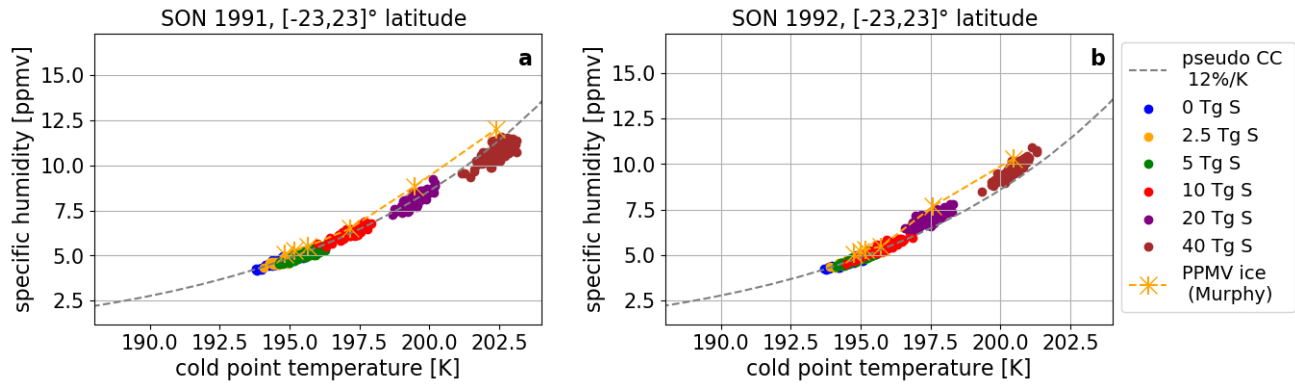 SON 1991, [-23,23]° latitude
specific humidity [ppmv]
15.0
12.5
10.0
7.5
5.0
2.5
a
190.0 192.5 195.0 197.5 200.0 202.5
cold point temperature [K]
SON 1992, [-23,23]° latitude
specific humidity [ppmv]
15.0
12.5
10.0
7.5
5.0
2.5
b
190.0 192.5 195.0 197.5 200.0 202.5
cold point temperature [K]
pseudo CC
12%/K
0 Tg S
2.5 Tg S
5 Tg S
10 Tg S
20 Tg S
40 Tg S
PPMV ice
(Murphy)